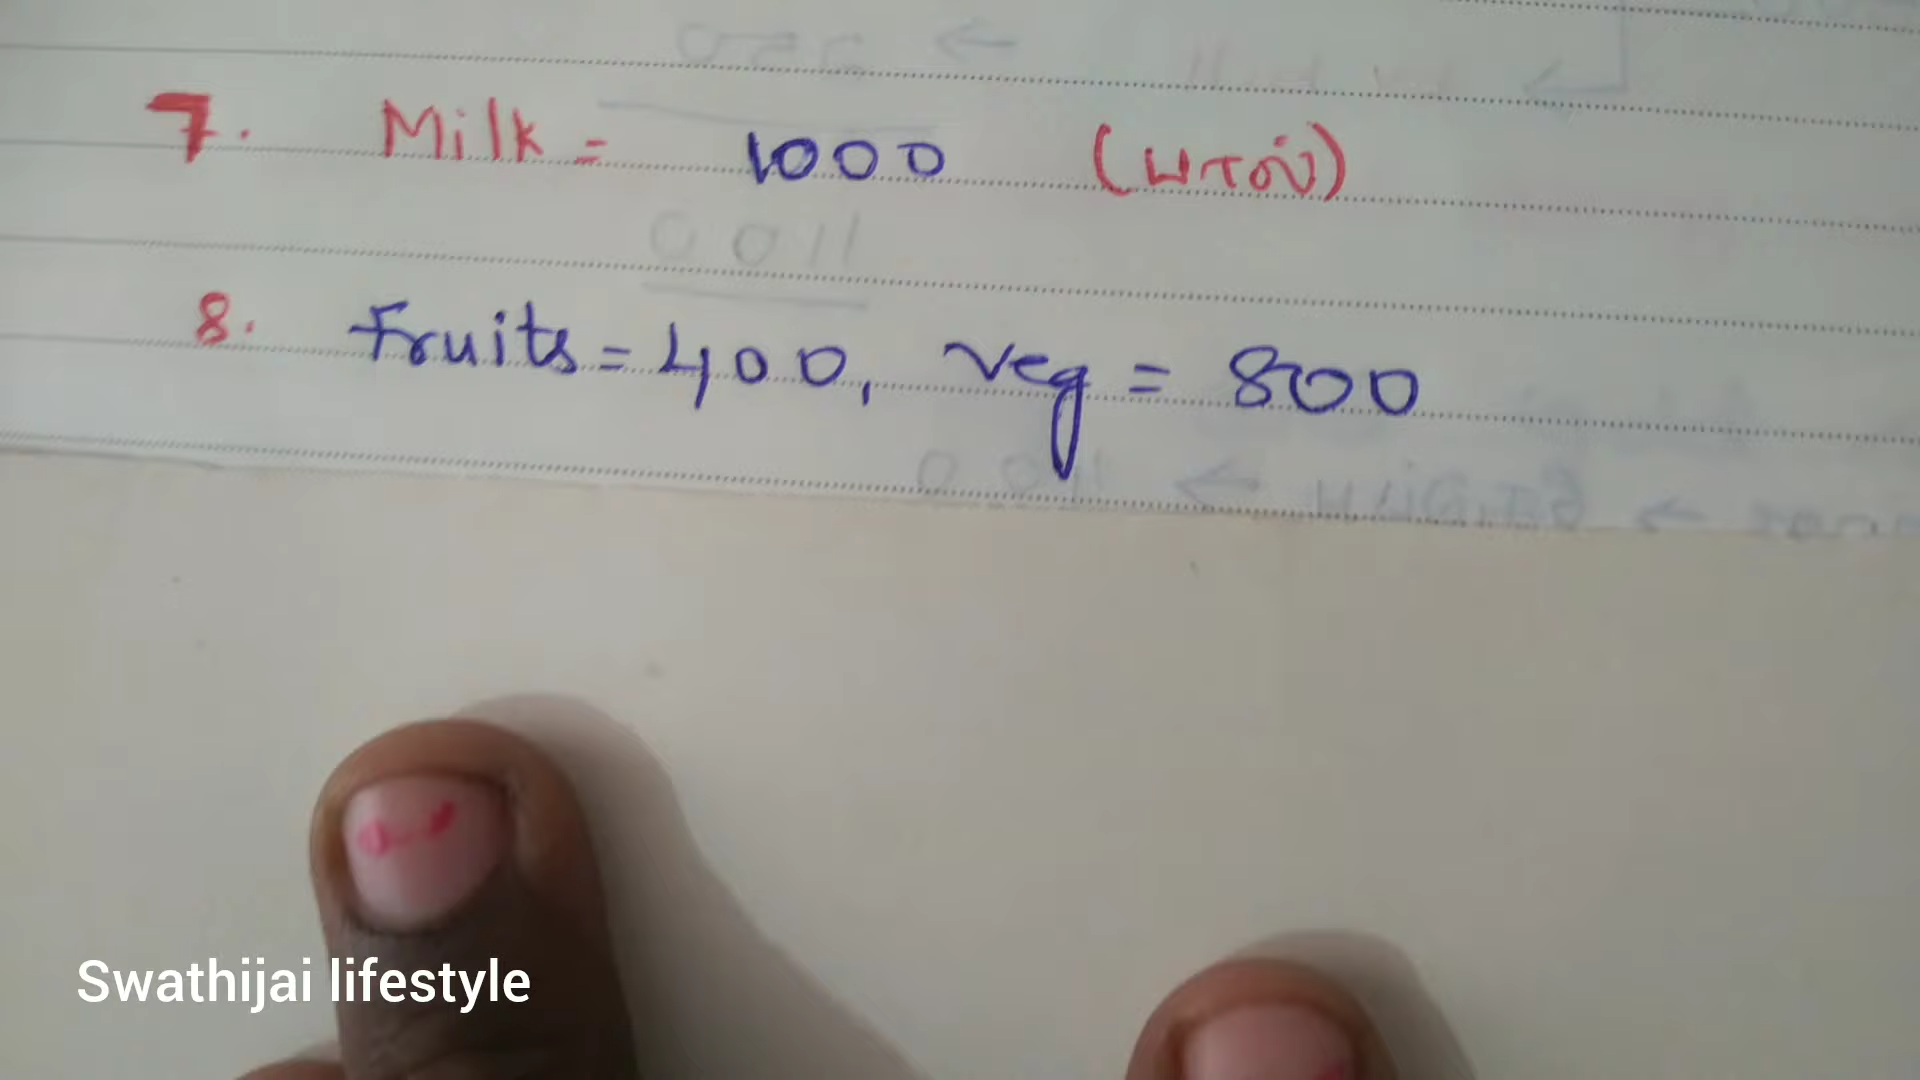 7. Milk = 1000 (பால்)
8. Fruits = 400, veg = 800
Swathijai lifestyle